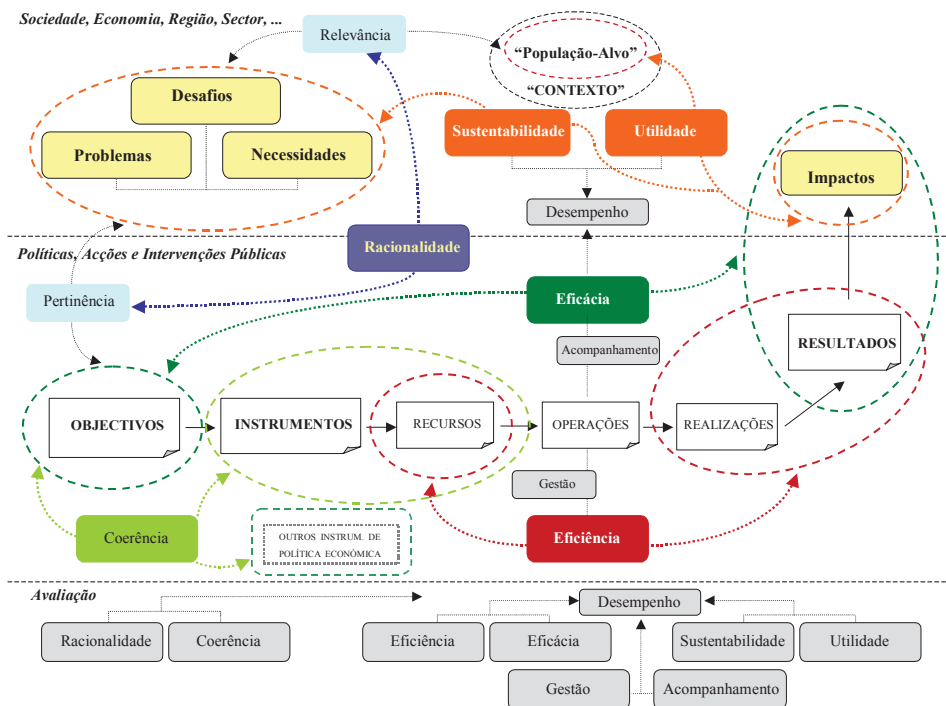 Sociedade, Economia, Região, Sector, ...
Relevância
“População-Alvo”
“CONTEXTO”
Desafios
Problemas
Necessidades
Sustentabilidade
Utilidade
Impactos
Desempenho
Racionalidade
Políticas, Acções e Intervenções Públicas
Pertinência
Eficácia
Acompanhamento
RESULTADOS
OBJECTIVOS
INSTRUMENTOS
RECURSOS
OPERAÇÕES
REALIZAÇÕES
Gestão
Coerência
OUTROS INSTRUM. DE
POLÍTICA ECONÓMICA
Eficiência
Avaliação
Desempenho
Racionalidade
Coerência
Eficiência
Eficácia
Sustentabilidade
Utilidade
Gestão
Acompanhamento